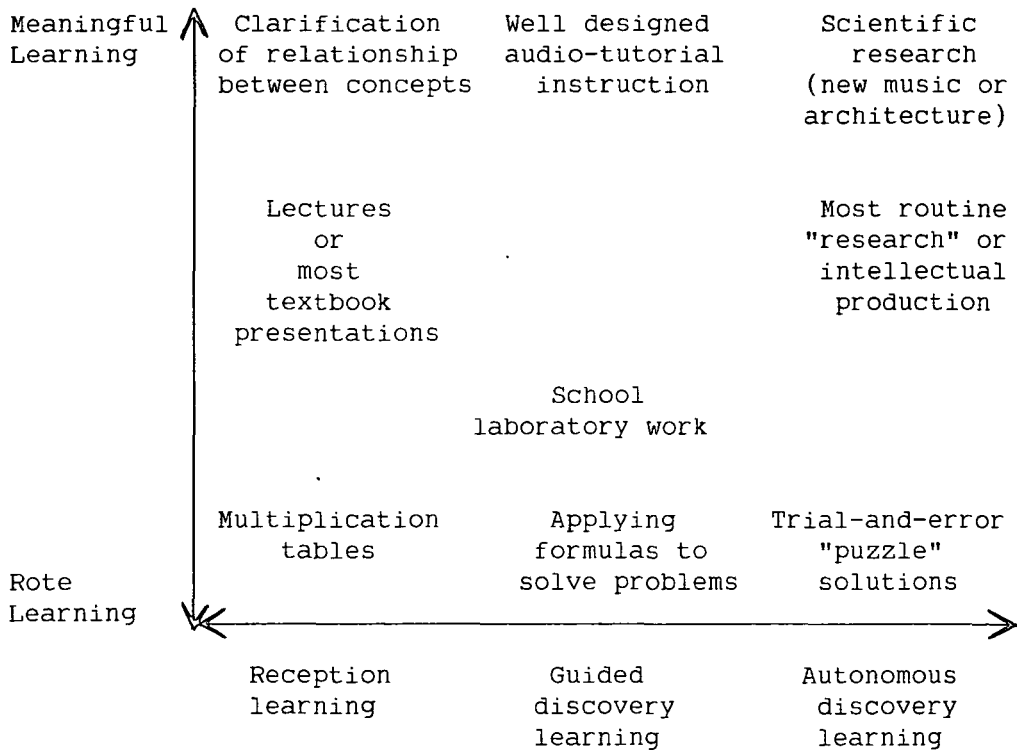 Meaningful
Learning
Clarification
of relationship
between concepts
Well designed
audio-tutorial
instruction
Scientific
research
(new music or
architecture)
Lectures
or
most
textbook
presentations
Most routine
"research" or
intellectual
production
School
laboratory work
Multiplication
tables
Applying
formulas to
solve problems
Trial-and-error
"puzzle"
solutions
Rote
Learning
Reception
learning
Guided
discovery
learning
Autonomous
discovery
learning